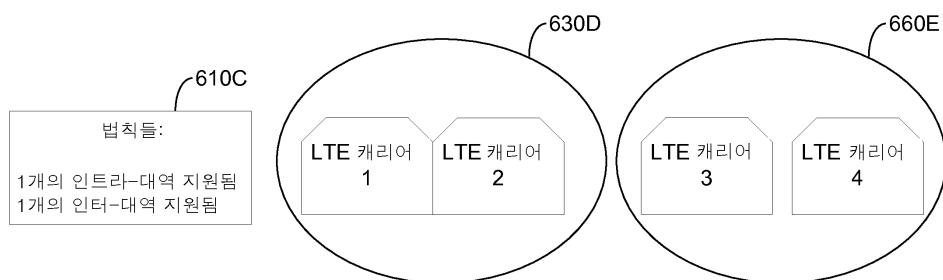 610C
법칙들:
1개의 인트라-대역 지원됨
1개의 인터-대역 지원됨
630D
LTE 캐리어
1
LTE 캐리어
2
660E
LTE 캐리어
3
LTE 캐리어
4